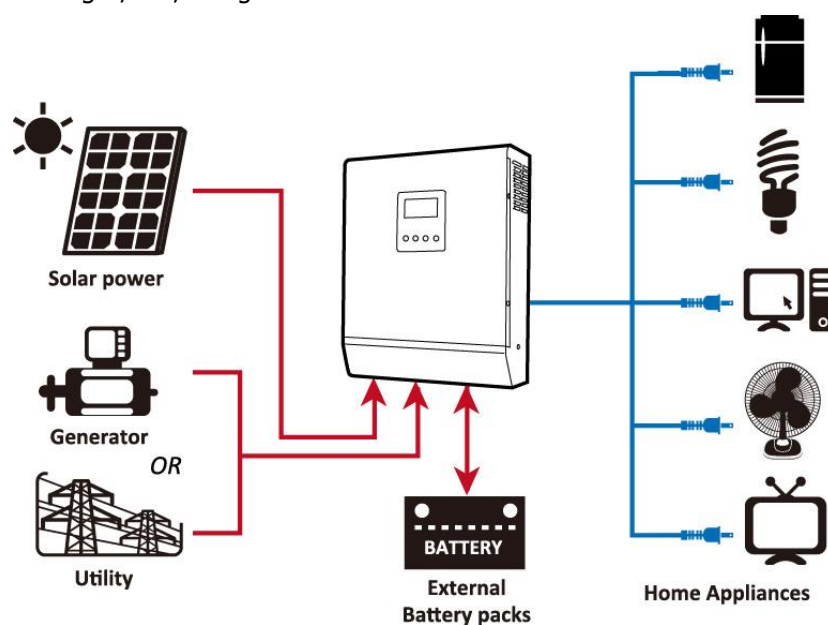 Solar power
Generator
OR
Utility
BATTERY
External
Battery packs
Home Appliances